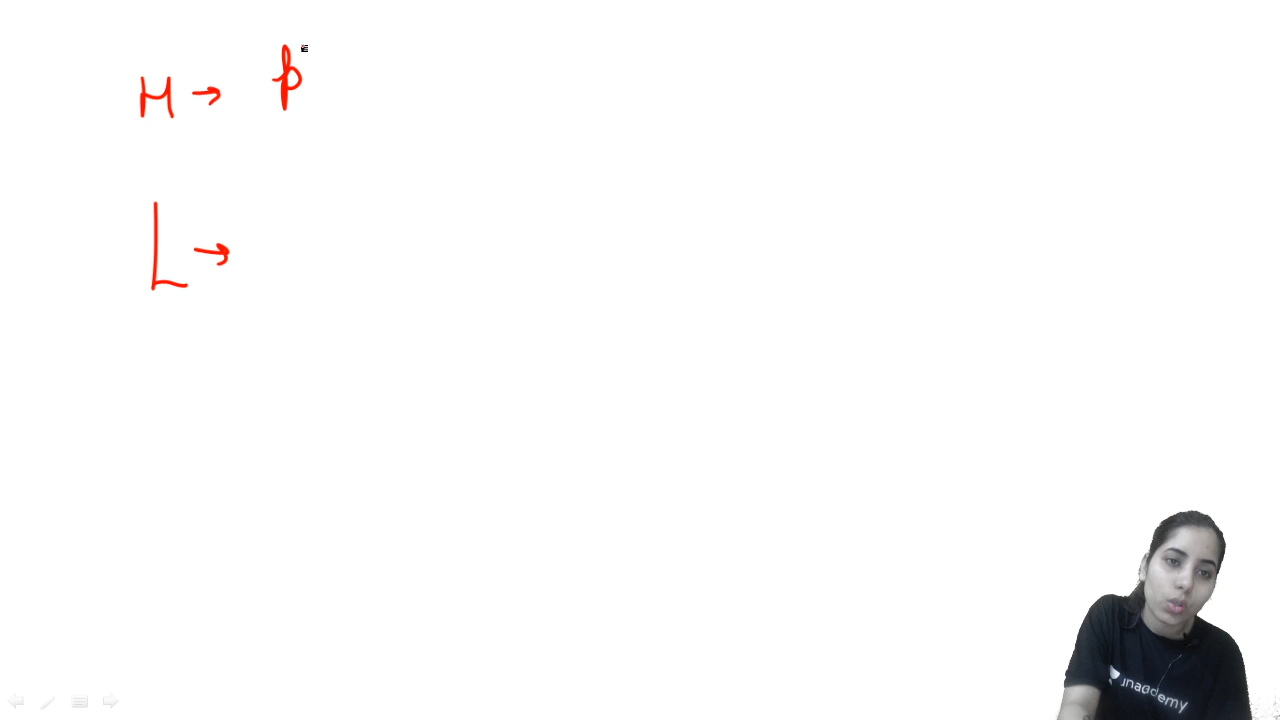 H → p
L →
unacademy